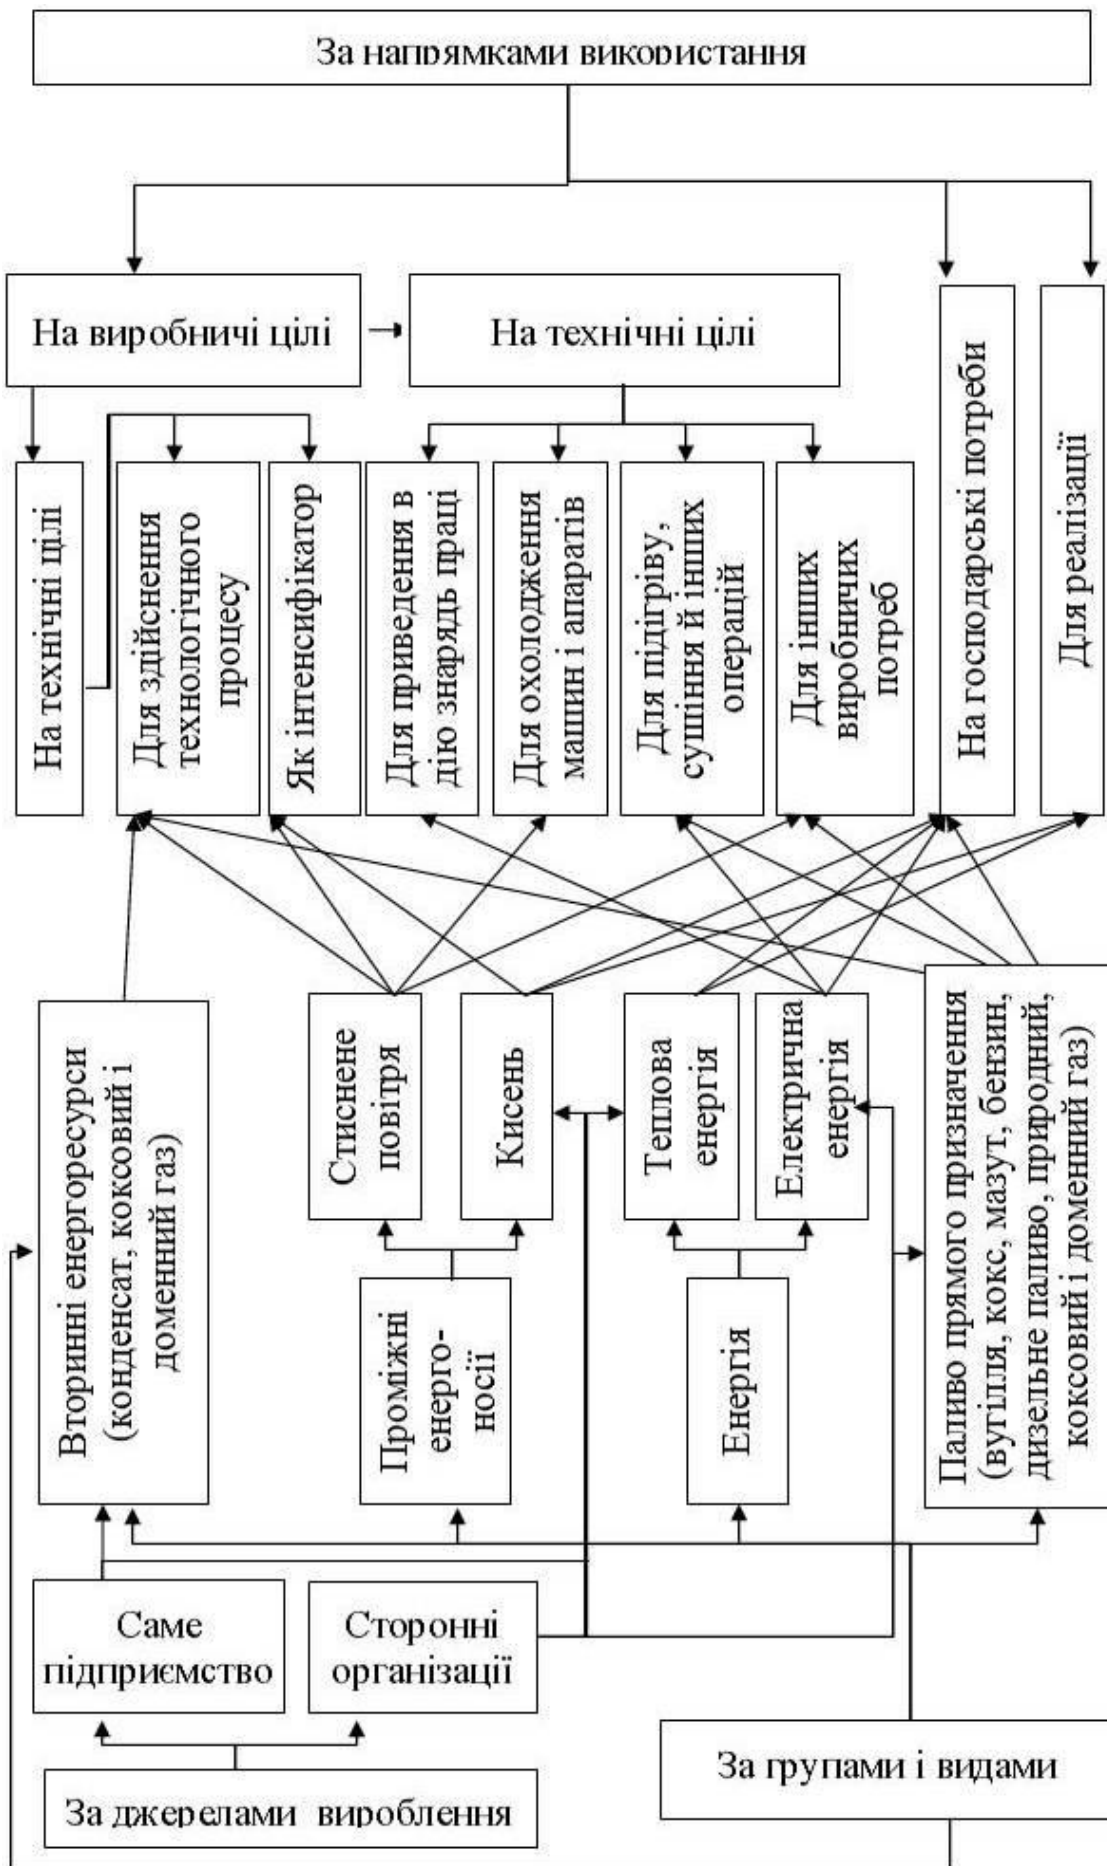 За напрямками використання
На виробничі цілі
На технічні цілі
На технічні цілі
Для здійснення
технологічного
процесу
Як інтенсифікатор
Для приведення в
дію знарядь праці
Для охолодження
машин і апаратів
Для підігріву,
сушіння й інших
операцій
Для інших
виробничих
потреб
На господарські потреби
Для реалізації
Вторинні енергоресурси
(конденсат, коксовий і
доменний газ)
Стиснене
повітря
Кисень
Теплова
енергія
Електрична
енергія
Паливо прямого призначення
(вугілля, кокс, мазут, бензин,
дизельне паливо, природний,
коксовий і доменний газ)
Проміжні
енерго-
носії
Енергія
Саме
підприємство
Сторонні
організації
За групами і видами
За джерелами вироблення